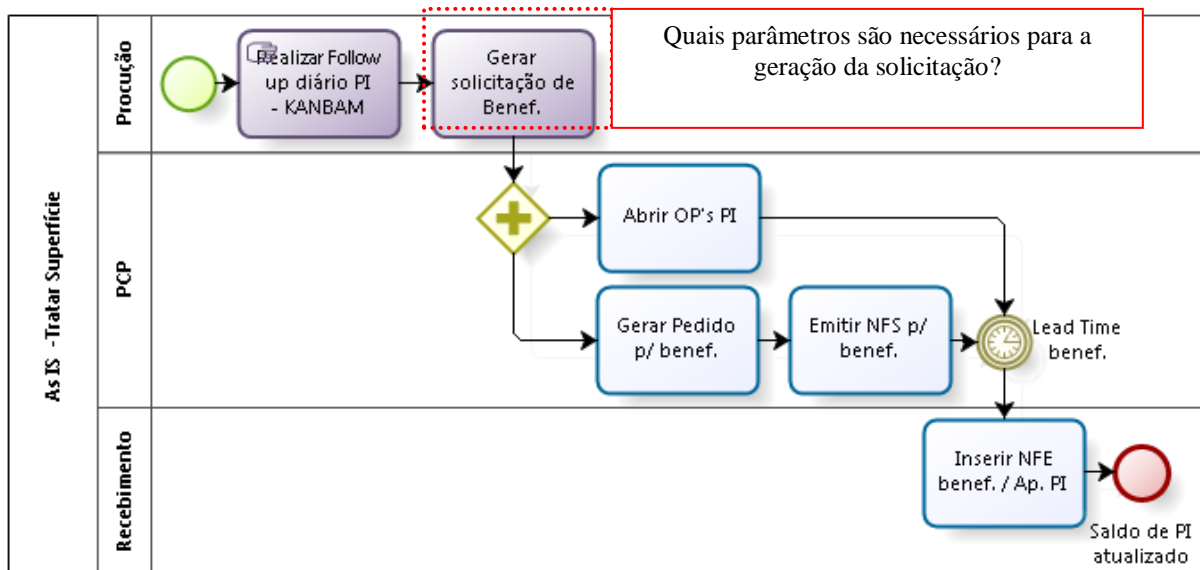 As IS -Tratar Superfície
Procução
Realizar Follow
up diário PI
- KANBAM
Gerar
solicitação de
Benef.
Quais parâmetros são necessários para a
geração da solicitação?
PCP
Abrir OP's PI
Gerar Pedido
p/ benef.
Emitir NFS p/
benef.
Lead Time
benef.
Recebimento
Inserir NFE
benef. / Ap. PI
Saldo de PI
atualizado